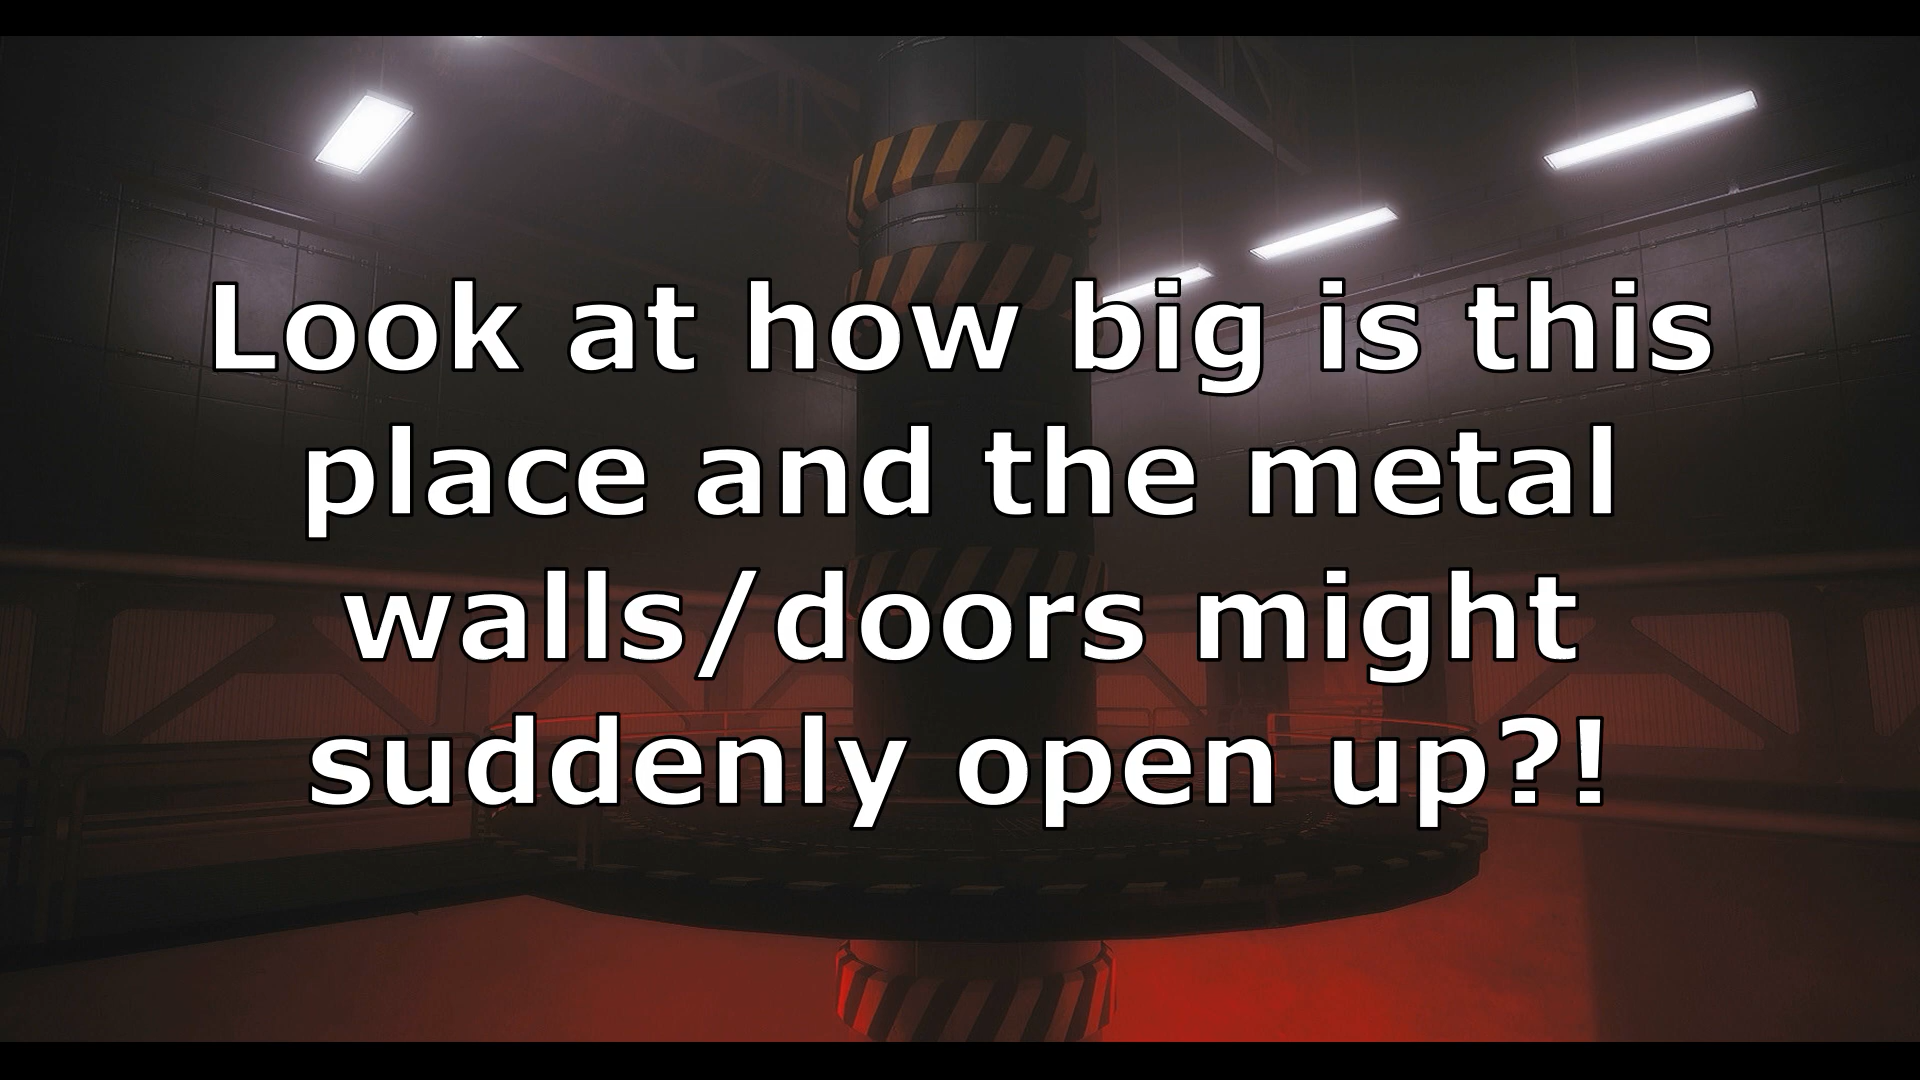 Look at how big is this
place and the metal
walls/doors might
suddenly open up?!